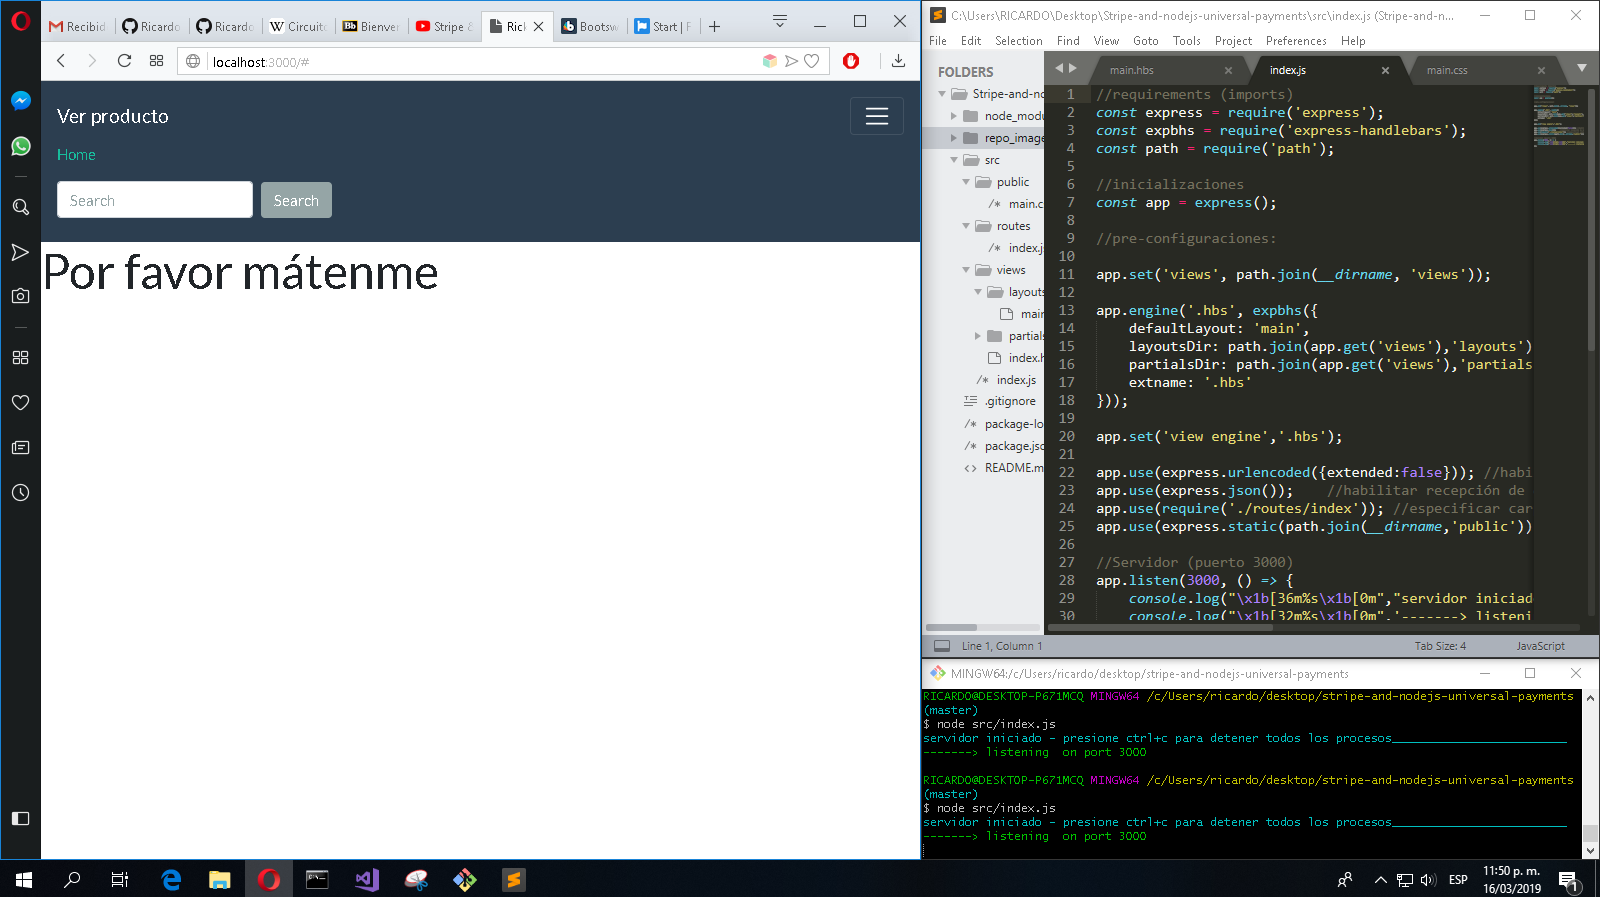 Recibid
Ricardo
Ricardo
Circuito
Bienver
Stripe &
Rick
Bootsw
Start | F
localhost:3000/#
Ver producto
Home
Search
Search
Por favor mátenme
C:\Users\RICARDO\Desktop\Stripe-and-nodejs-universal-payments\src\index.js (Stripe-and-n...
File Edit Selection Find View Goto Tools Project Preferences Help
FOLDERS
Stripe-and-no
node_modu
repo_image
src
public
main.c
routes
index.js
views
layouts
main
partials
index.h
index.js
.gitignore
package-lo
package.jso
README.m
main.hbs
index.js
main.css
1 //requirements (imports)
2 const express = require('express');
3 const expbhs = require('express-handlebars');
4 const path = require('path');
5
6 //inicializaciones
7 const app = express();
8
9 //pre-configuraciones:
10
11 app.set('views', path.join(__dirname, 'views'));
12
13 app.engine('.hbs', expbhs({
14 defaultLayout: 'main',
15 layoutsDir: path.join(app.get('views'),'layouts')
16 partialsDir: path.join(app.get('views'),'partials
17 extname: '.hbs'
18 }));
19
20 app.set('view engine','.hbs');
21
22 app.use(express.urlencoded({extended:false})); //habi
23 app.use(express.json()); //habilitar recepción de
24 app.use(require('./routes/index')); //especificar car
25 app.use(express.static(path.join(__dirname,'public'))
26
27 //Servidor (puerto 3000)
28 app.listen(3000, () => {
29 console.log("\x1b[36m%s\x1b[0m","servidor iniciad
30 console.log("\x1b[32m%s\x1b[0m",'-------> listeni
Line 1, Column 1
Tab Size: 4
JavaScript
MINGW64:/c/Users/ricardo/desktop/stripe-and-nodejs-universal-payments
RICARDO@DESKTOP-P671MCQ MINGW64 /c/Users/ricardo/desktop/stripe-and-nodejs-universal-payments
(master)
$ node src/index.js
servidor iniciado - presione ctrl+c para detener todos los procesos__________________________
-------> listening on port 3000
RICARDO@DESKTOP-P671MCQ MINGW64 /c/Users/ricardo/desktop/stripe-and-nodejs-universal-payments
(master)
$ node src/index.js
servidor iniciado - presione ctrl+c para detener todos los procesos__________________________
-------> listening on port 3000
ESP
11:50 p. m.
16/03/2019
1